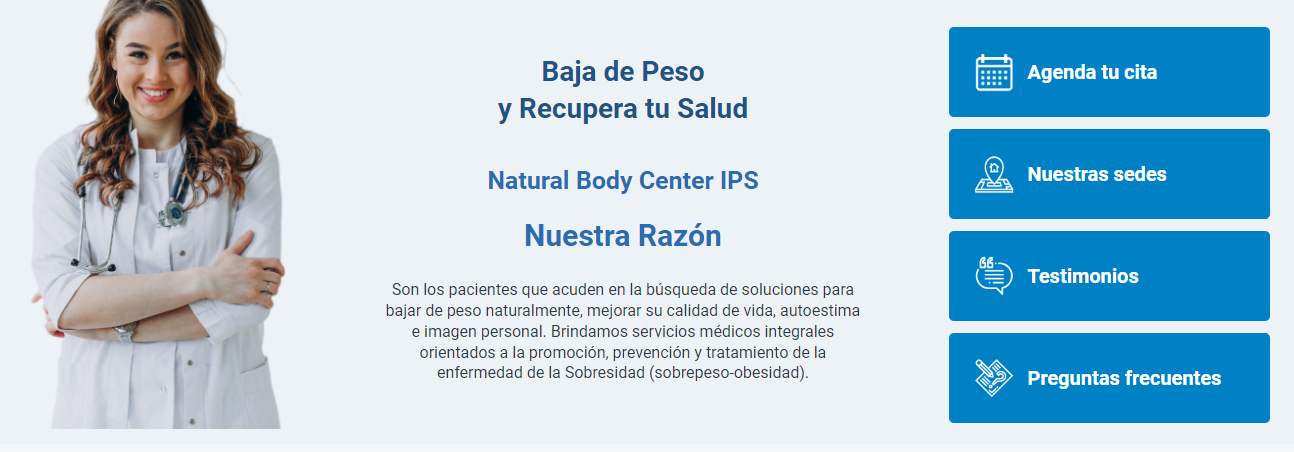 Baja de Peso
y Recupera tu Salud
Natural Body Center IPS
Nuestra Razón
Son los pacientes que acuden en la búsqueda de soluciones para
bajar de peso naturalmente, mejorar su calidad de vida, autoestima
e imagen personal. Brindamos servicios médicos integrales
orientados a la promoción, prevención y tratamiento de la
enfermedad de la Sobresidad (sobrepeso-obesidad).
Agenda tu cita
Nuestras sedes
Testimonios
Preguntas frecuentes